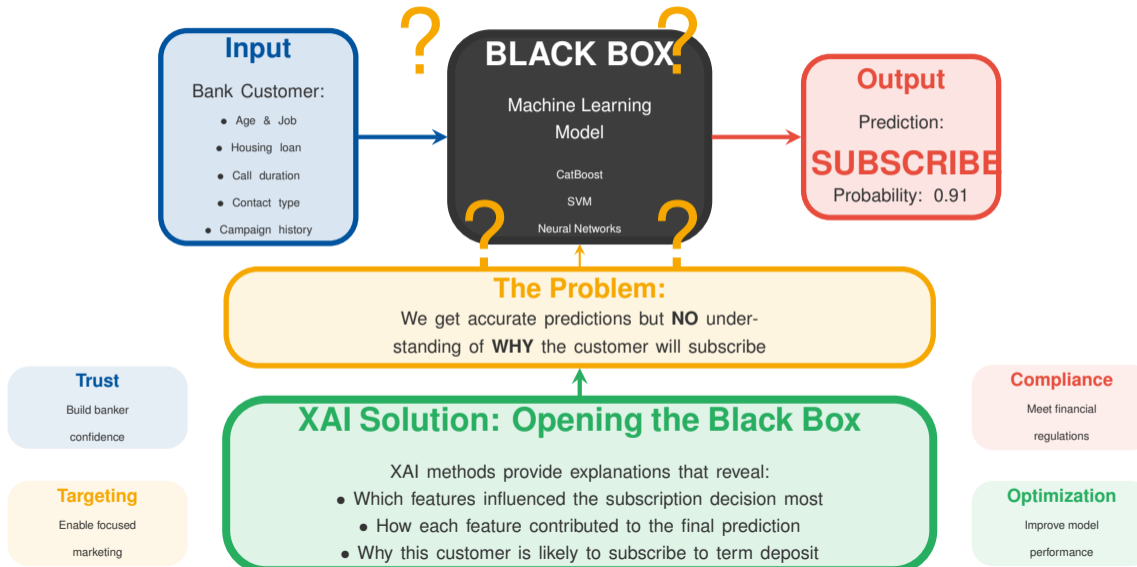 Input
Bank Customer:
• Age & Job
• Housing loan
• Call duration
• Contact type
• Campaign history
?
?
BLACK BOX
Machine Learning
Model
CatBoost
SVM
Neural Networks
?
?
Output
Prediction:
SUBSCRIBE
Probability: 0.91
The Problem:
We get accurate predictions but NO under-
standing of WHY the customer will subscribe
Trust
Build banker
confidence
Targeting
Enable focused
marketing
XAI Solution: Opening the Black Box
XAI methods provide explanations that reveal:
• Which features influenced the subscription decision most
• How each feature contributed to the final prediction
• Why this customer is likely to subscribe to term deposit
Compliance
Meet financial
regulations
Optimization
Improve model
performance